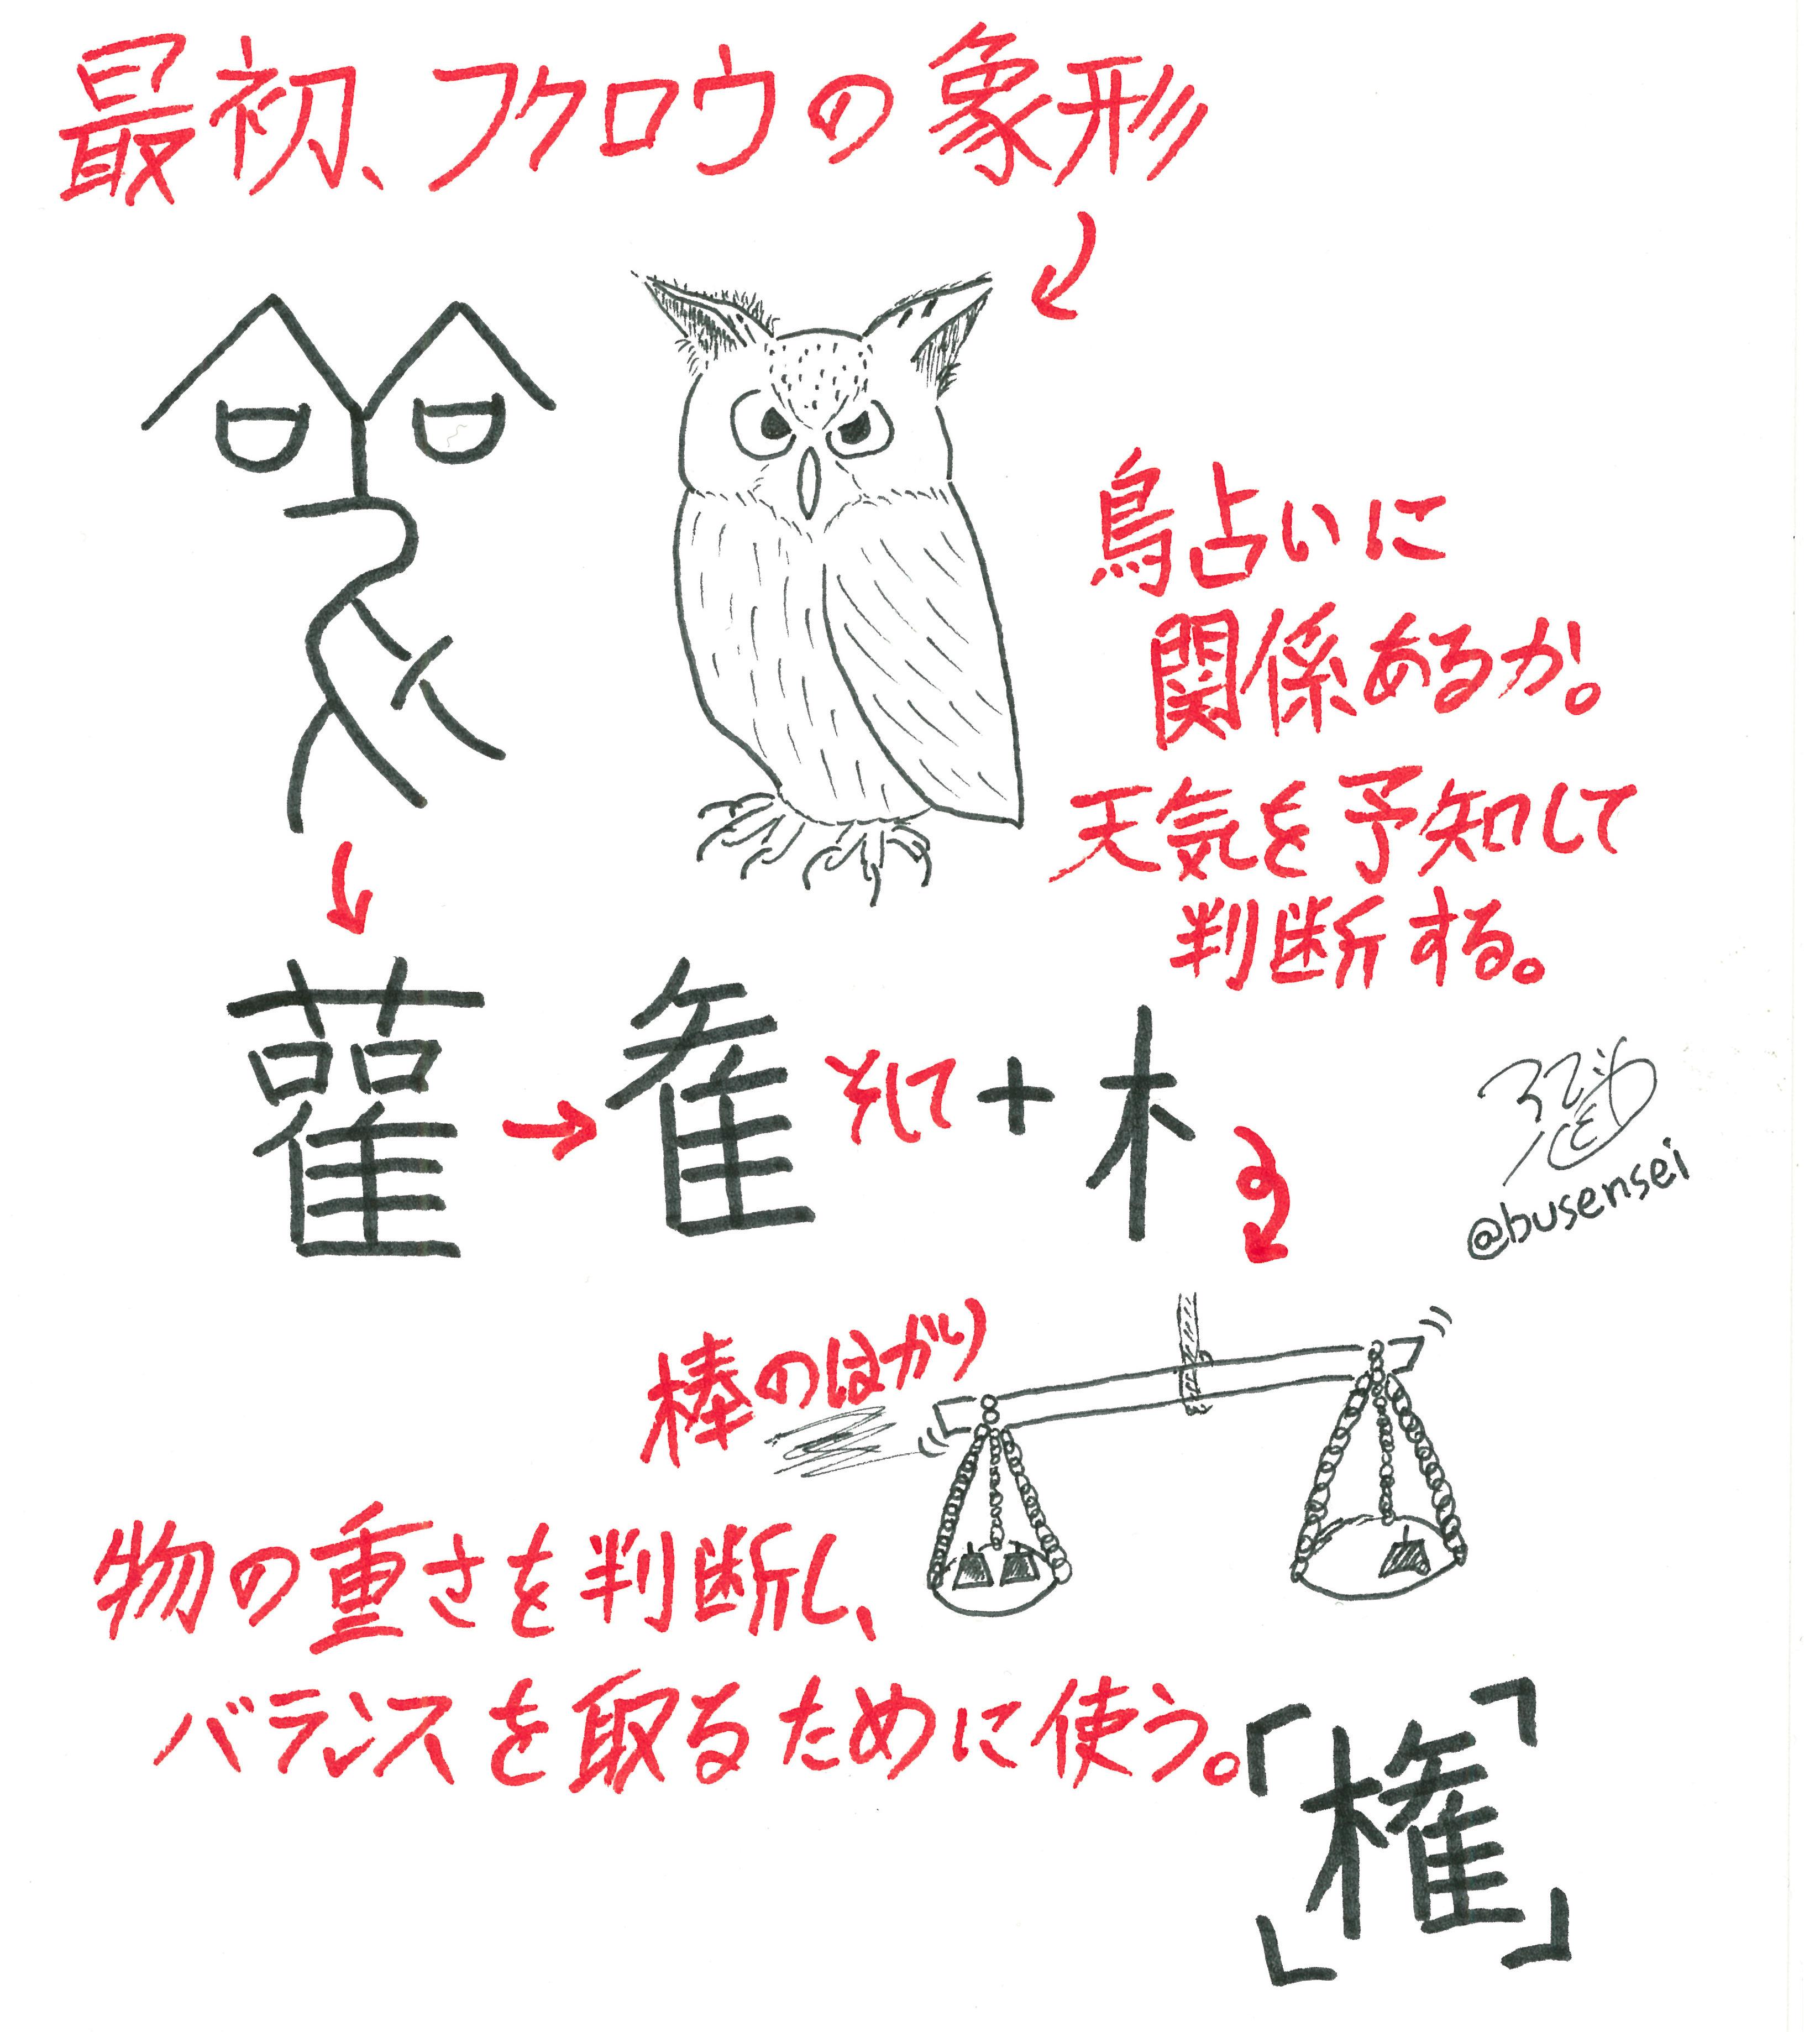 最初、フクロウの象形
鳥占いに
関係あるか。
天気を予知して
判断する。
雚 → 隺 そして + 木
@busensei
棒のはかり
物の重さを判断し、
バランスを取るために使う。
「権」